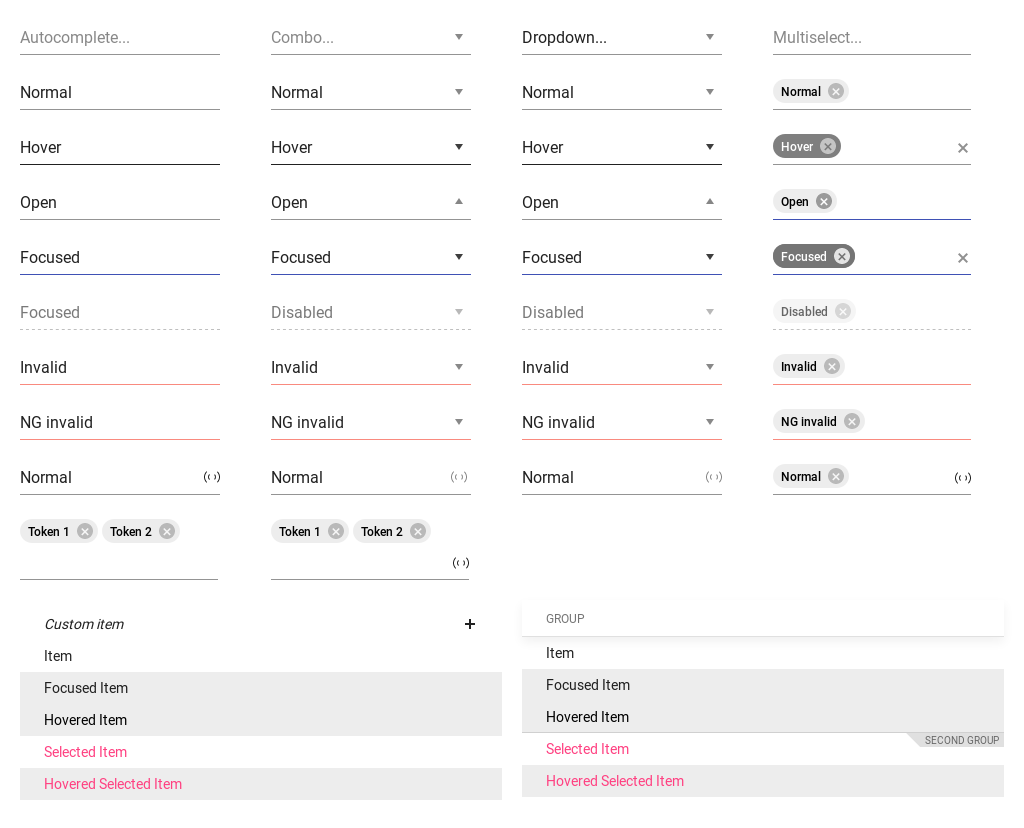 Autocomplete... Combo... Dropdown... Multiselect...
Normal Normal Normal Normal
Hover Hover Hover Hover
Open Open Open Open
Focused Focused Focused Focused
Focused Disabled Disabled Disabled
Invalid Invalid Invalid Invalid
NG invalid NG invalid NG invalid NG invalid
Normal Normal Normal Normal
Token 1 Token 2 Token 1 Token 2
Custom item
Item
Focused Item
Hovered Item
Selected Item
Hovered Selected Item
GROUP
Item
Focused Item
Hovered Item
SECOND GROUP
Selected Item
Hovered Selected Item